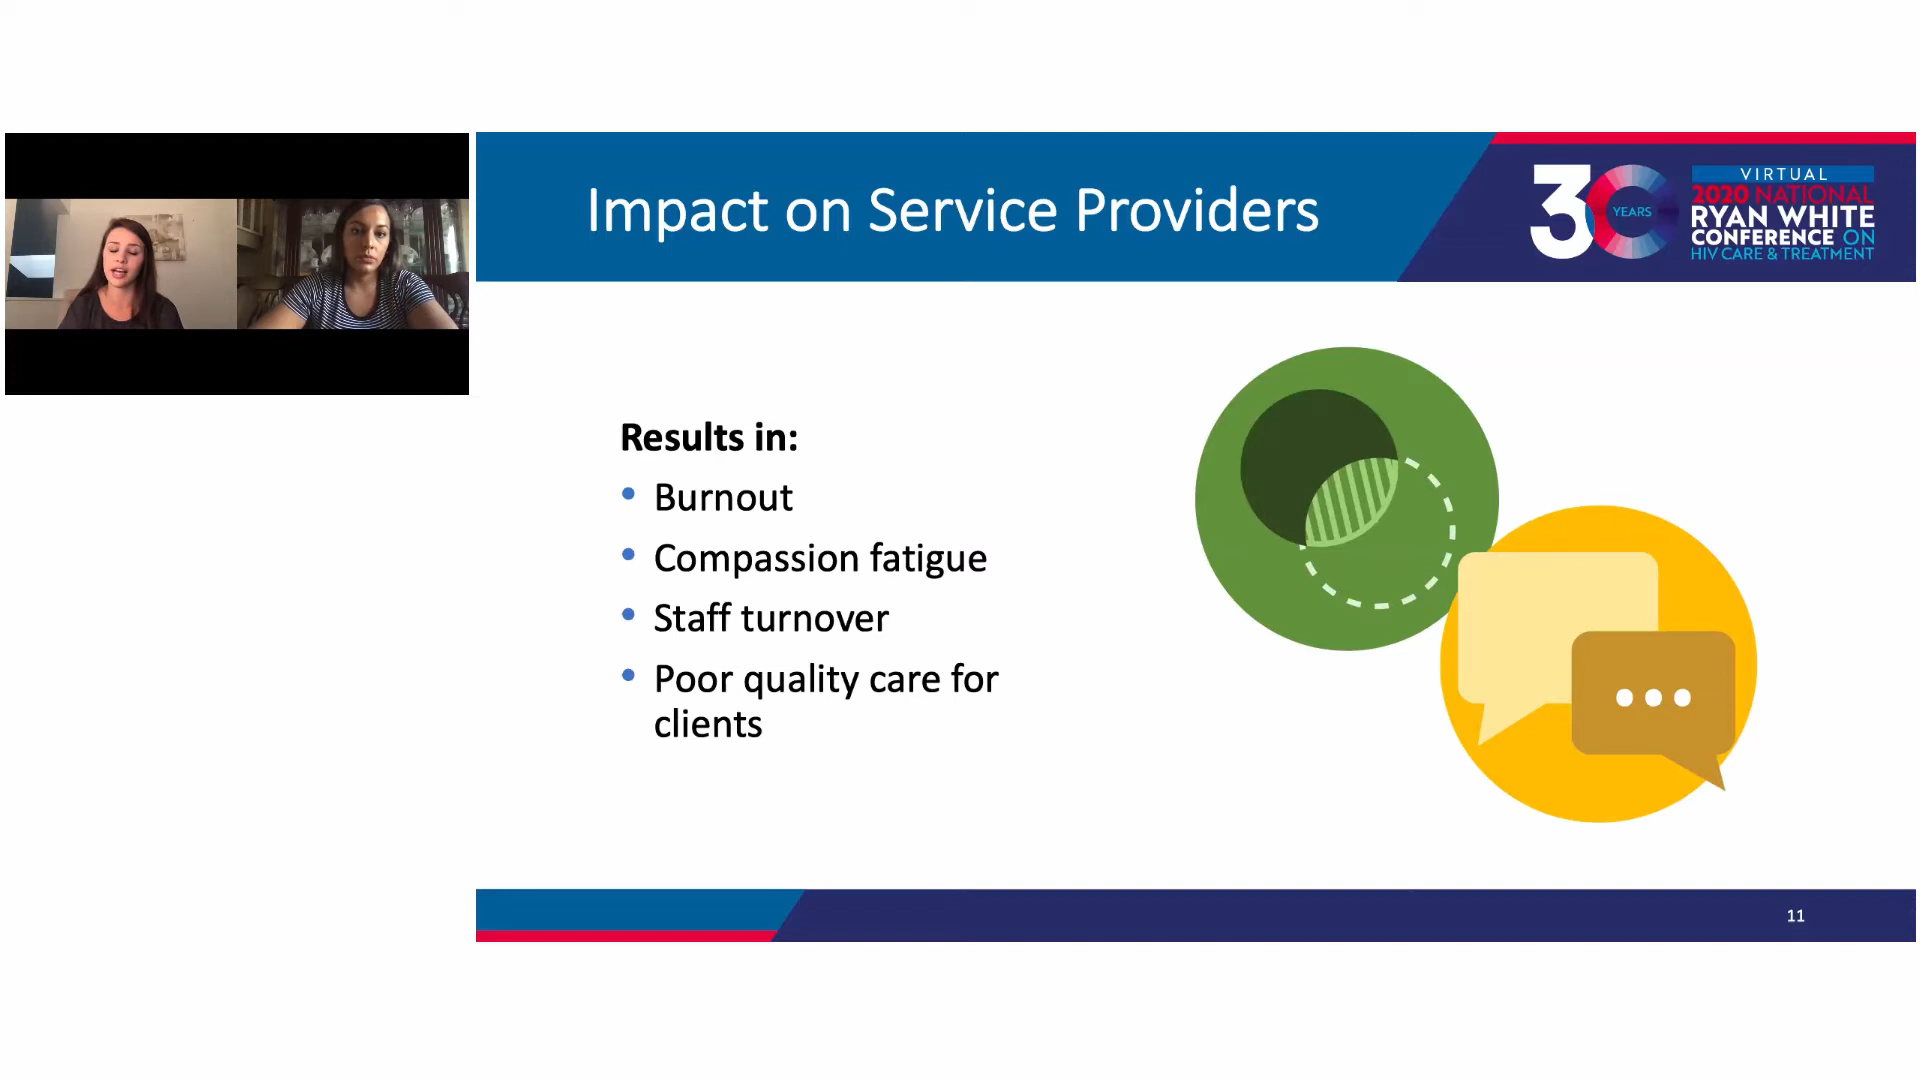 Impact on Service Providers
30
YEARS
VIRTUAL
2020 NATIONAL
RYAN WHITE
CONFERENCE ON
HIV CARE & TREATMENT
Results in:
• Burnout
• Compassion fatigue
• Staff turnover
• Poor quality care for
clients
11